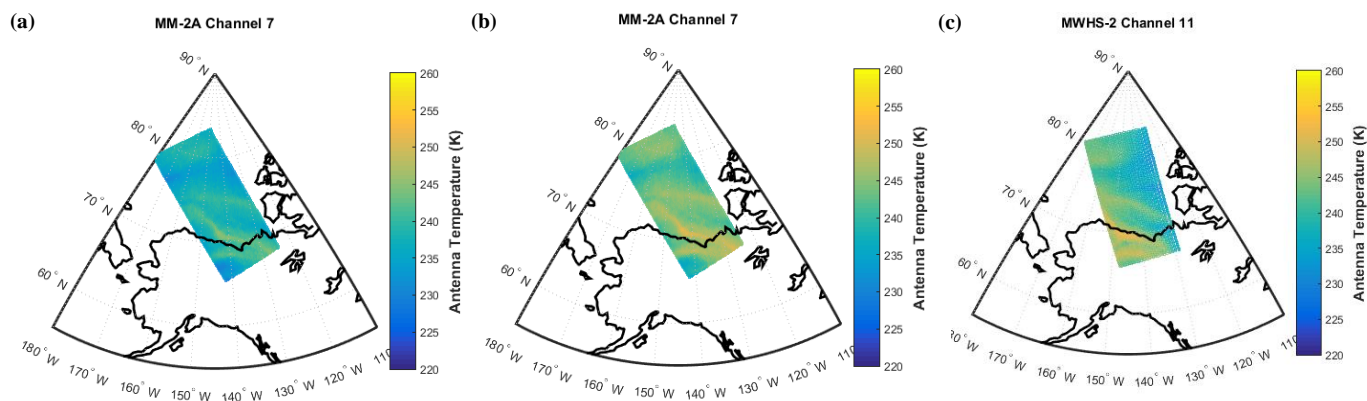 (a)
MM-2A Channel 7
90° N
80° N
70° N
60° N
180° W
170° W
160° W
150° W
140° W
130° W
120° W
110
260
255
250
245
240
235
230
225
220
Antenna Temperature (K)
(b)
MM-2A Channel 7
90° N
80° N
70° N
60° N
180° W
170° W
160° W
150° W
140° W
130° W
120° W
110
260
255
250
245
240
235
230
225
220
Antenna Temperature (K)
(c)
MWHS-2 Channel 11
90° N
80° N
70° N
60° N
70° W
170° W
160° W
150° W
140° W
130° W
120° W
110
260
255
250
245
240
235
230
225
220
Antenna Temperature (K)